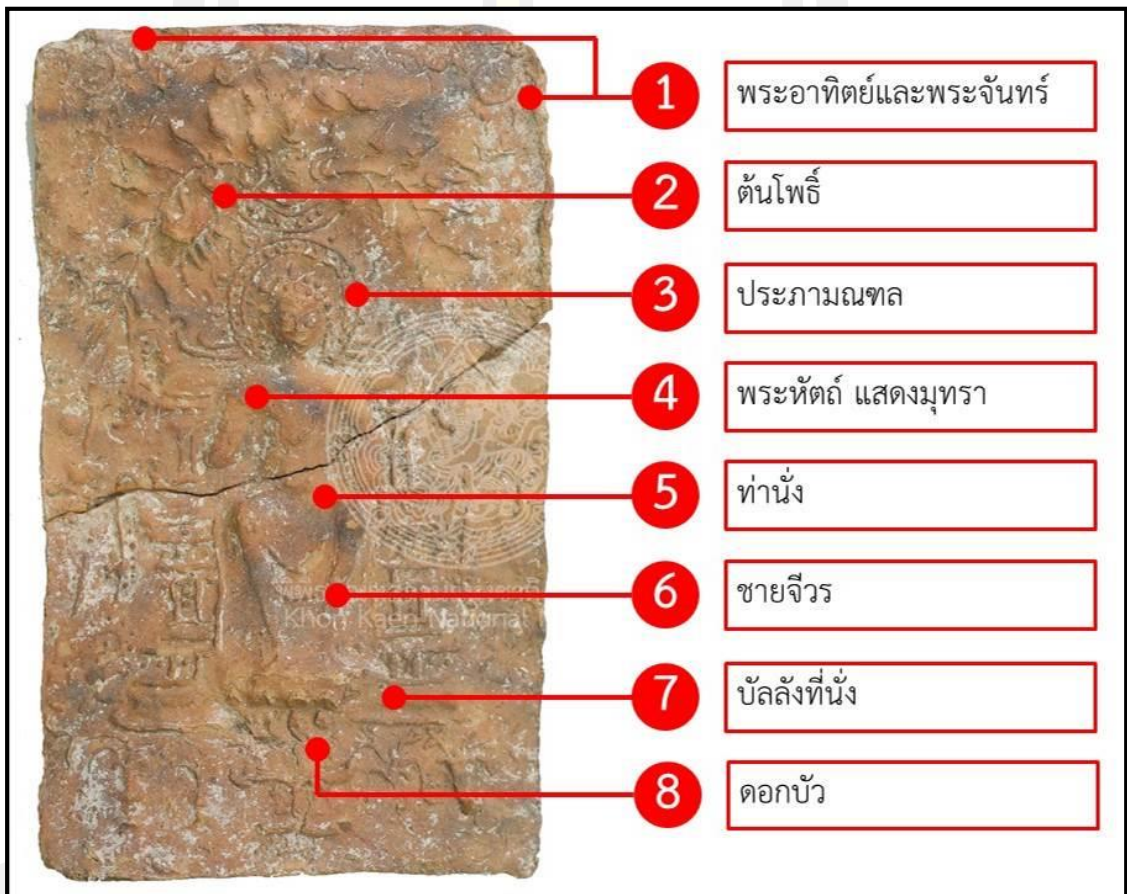 1 พระอาทิตย์และพระจันทร์
2 ต้นโพธิ์
3 ประภามณฑล
4 พระหัตถ์ แสดงมุทรา
5 ท่านั่ง
6 ชายจีวร
Khon Kaen National
7 บัลลังที่นั่ง
8 ดอกบัว